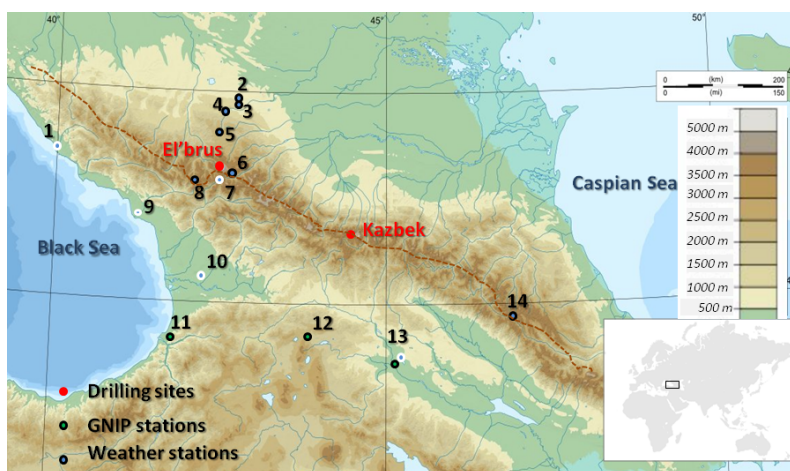 40°
45°
50°
0 (km) 200
0 (mi) 150
5000 m
4000 m
3500 m
3000 m
2500 m
2000 m
1500 m
1000 m
500 m
2
4
8
3
1
5
El'brus
6
8
7
9
Caspian Sea
Kazbek
Black Sea
10
14
11
12
13
Drilling sites
GNIP stations
Weather stations